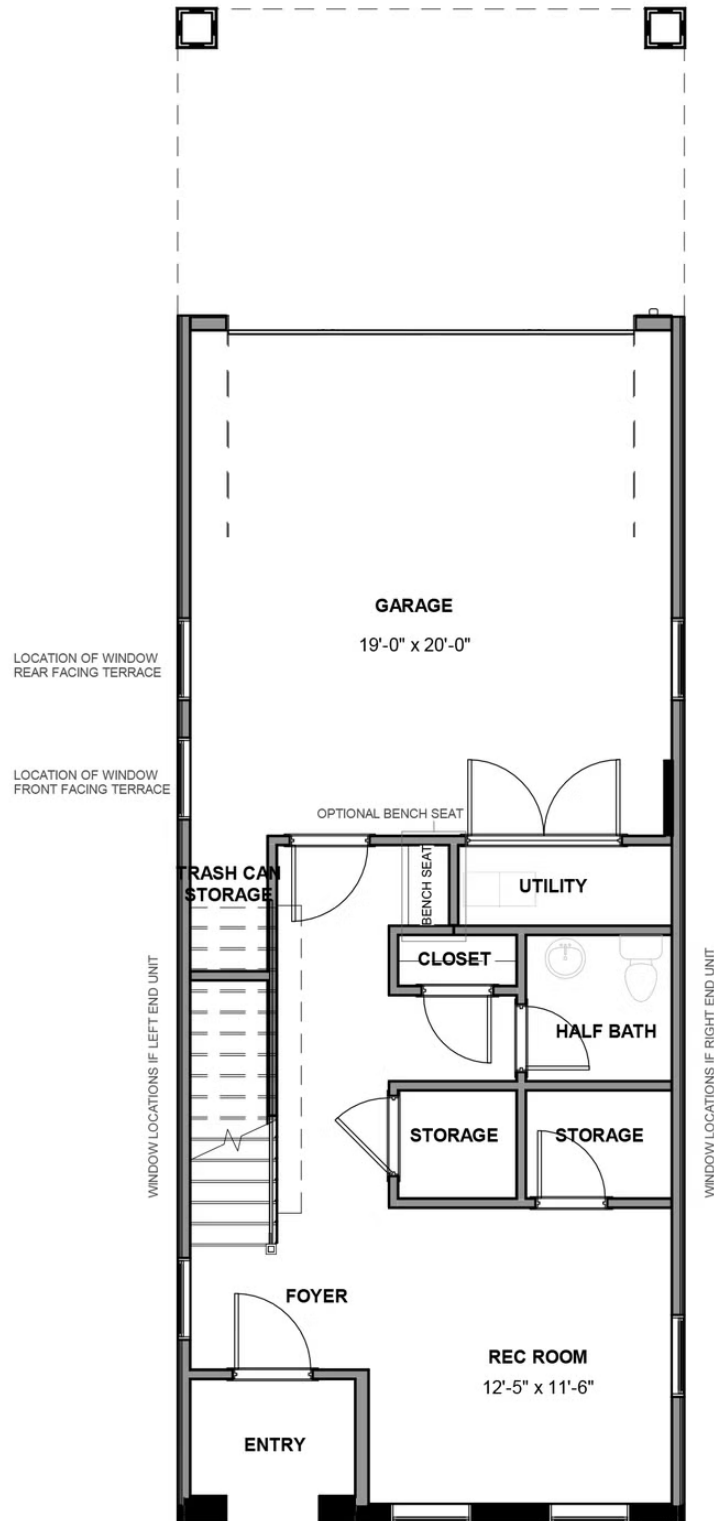 GARAGE
19'-0" x 20'-0"
LOCATION OF WINDOW
REAR FACING TERRACE
LOCATION OF WINDOW
FRONT FACING TERRACE
OPTIONAL BENCH SEAT
TRASH CAN
STORAGE
BENCH SEAT
UTILITY
CLOSET
HALF BATH
WINDOW LOCATIONS IF LEFT END UNIT
WINDOW LOCATIONS IF RIGHT END UNIT
STORAGE
STORAGE
FOYER
REC ROOM
12'-5" x 11'-6"
ENTRY